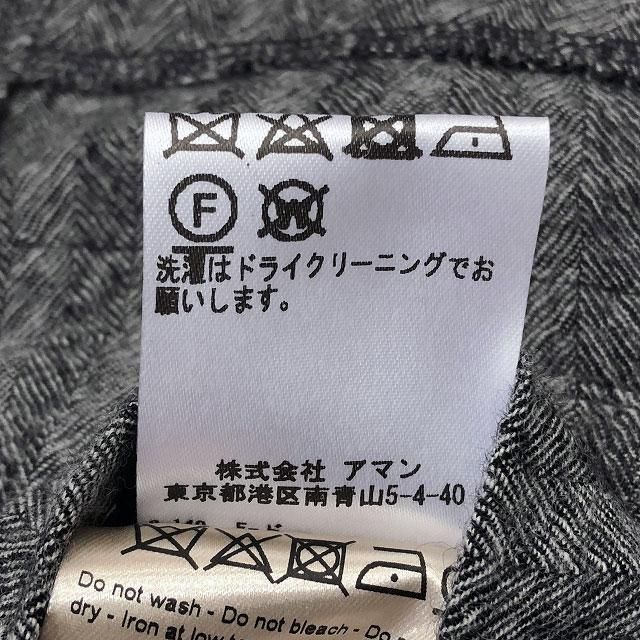 F
W
洗濯はドライクリーニングでお
願いします。
株式会社 アマン
東京都港区南青山5-4-40
Do not wash - Do not bleach - Do not
dry - Iron at low